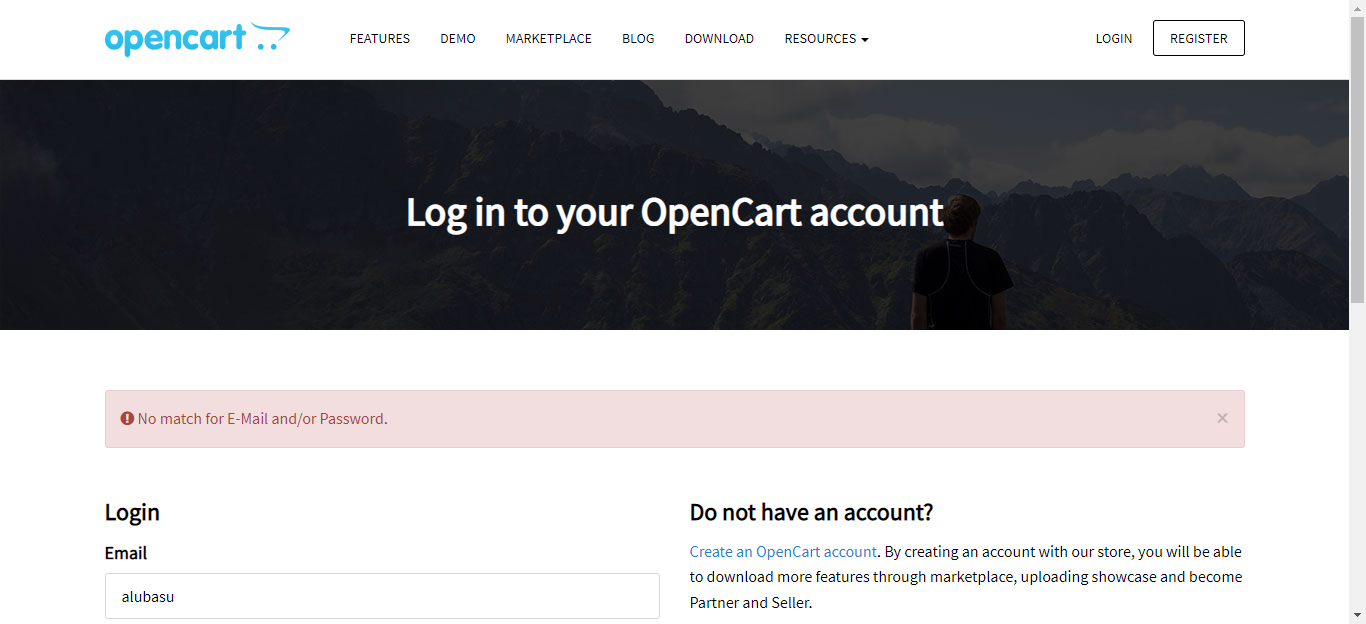 opencart
FEATURES DEMO MARKETPLACE BLOG DOWNLOAD RESOURCES LOGIN REGISTER
Log in to your OpenCart account
No match for E-Mail and/or Password. ×
Login
Email
alubasu
Do not have an account?
Create an OpenCart account. By creating an account with our store, you will be able
to download more features through marketplace, uploading showcase and become
Partner and Seller.